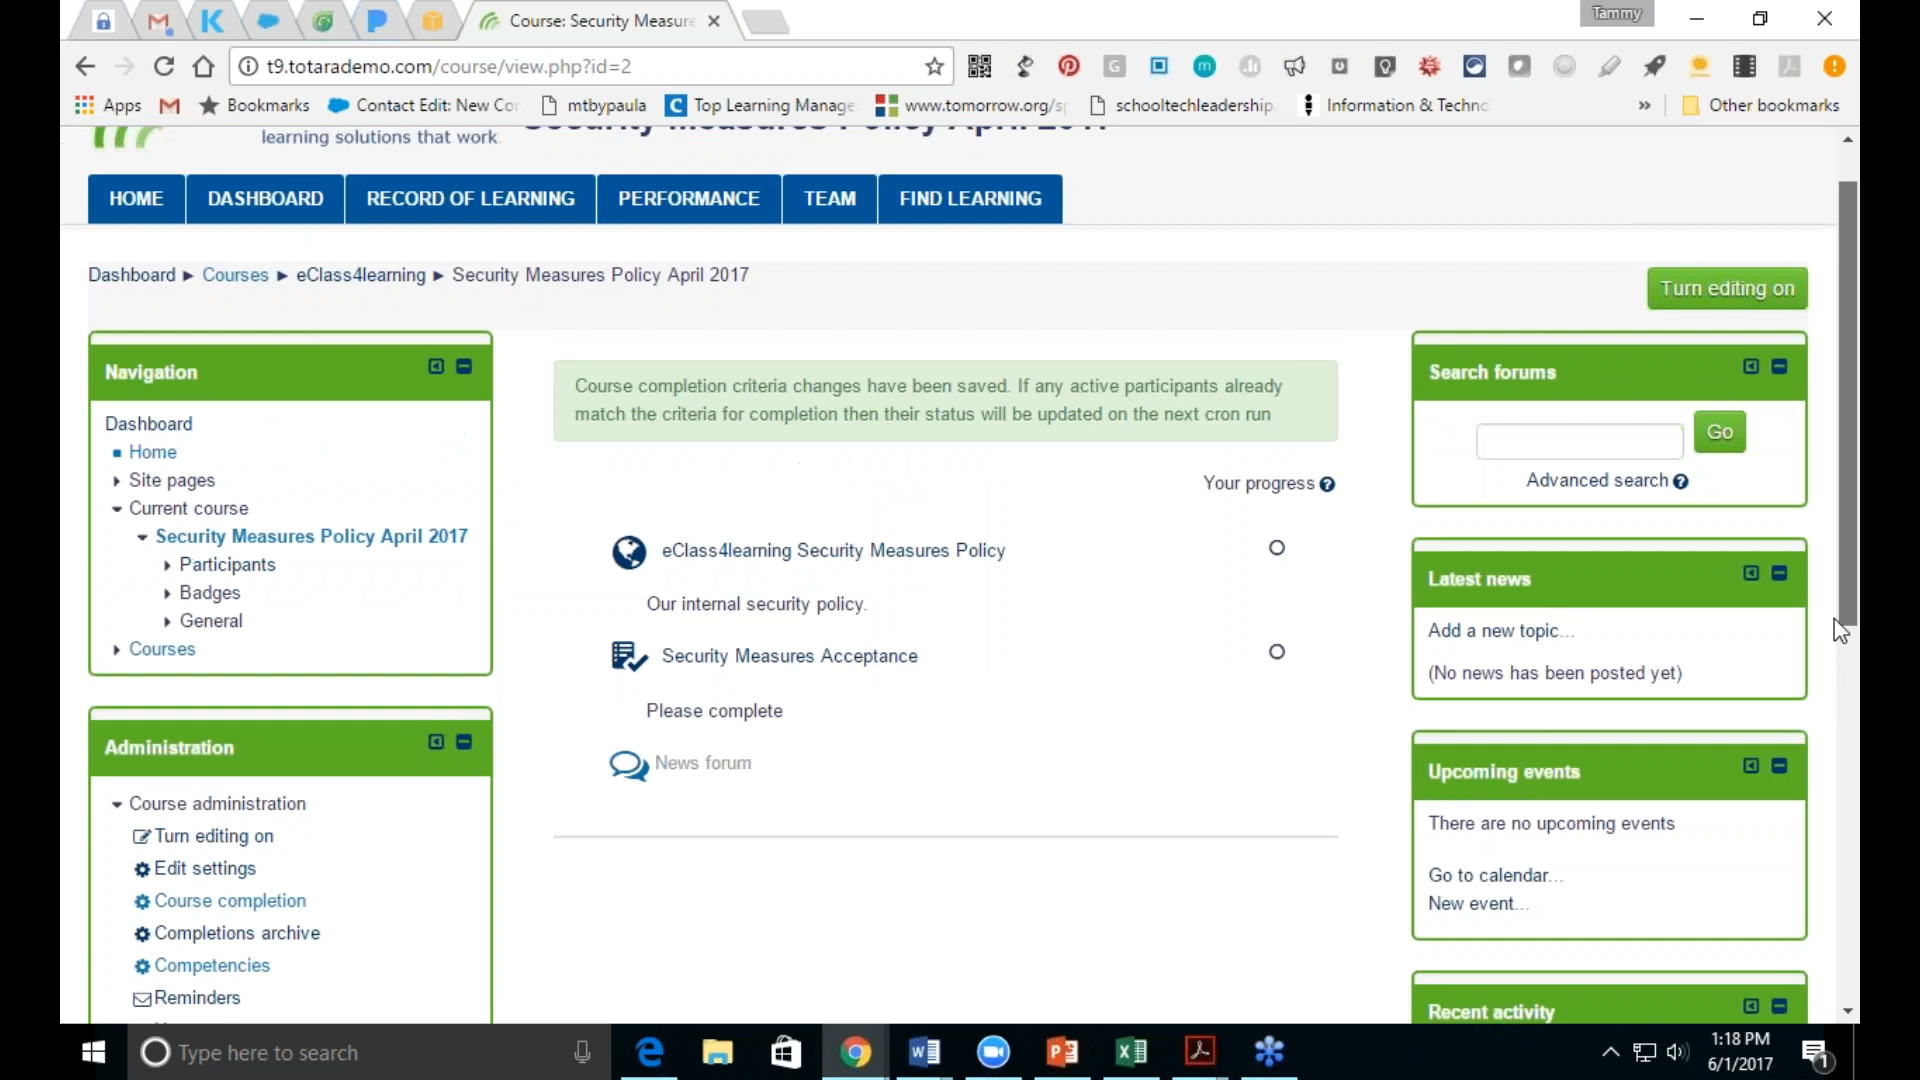 Course: Security Measure
Tammy
t9.totarademo.com/course/view.php?id=2
Apps
Bookmarks
Contact Edit: New Cor
mtbypaula
Top Learning Manage
www.tomorrow.org/sp
schooltechleadership.
Information & Techno
»
Other bookmarks
learning solutions that work
Security Measures Policy April 2017
HOME
DASHBOARD
RECORD OF LEARNING
PERFORMANCE
TEAM
FIND LEARNING
Dashboard ► Courses ► eClass4learning ► Security Measures Policy April 2017
Turn editing on
Navigation
Dashboard
Home
Site pages
Current course
Security Measures Policy April 2017
Participants
Badges
General
Courses
Administration
Course administration
Turn editing on
Edit settings
Course completion
Completions archive
Competencies
Reminders
Course completion criteria changes have been saved. If any active participants already
match the criteria for completion then their status will be updated on the next cron run
Your progress
eClass4learning Security Measures Policy
Our internal security policy.
Security Measures Acceptance
Please complete
News forum
Search forums
Go
Advanced search
Latest news
Add a new topic...
(No news has been posted yet)
Upcoming events
There are no upcoming events
Go to calendar...
New event...
Recent activity
Type here to search
1:18 PM
6/1/2017
1